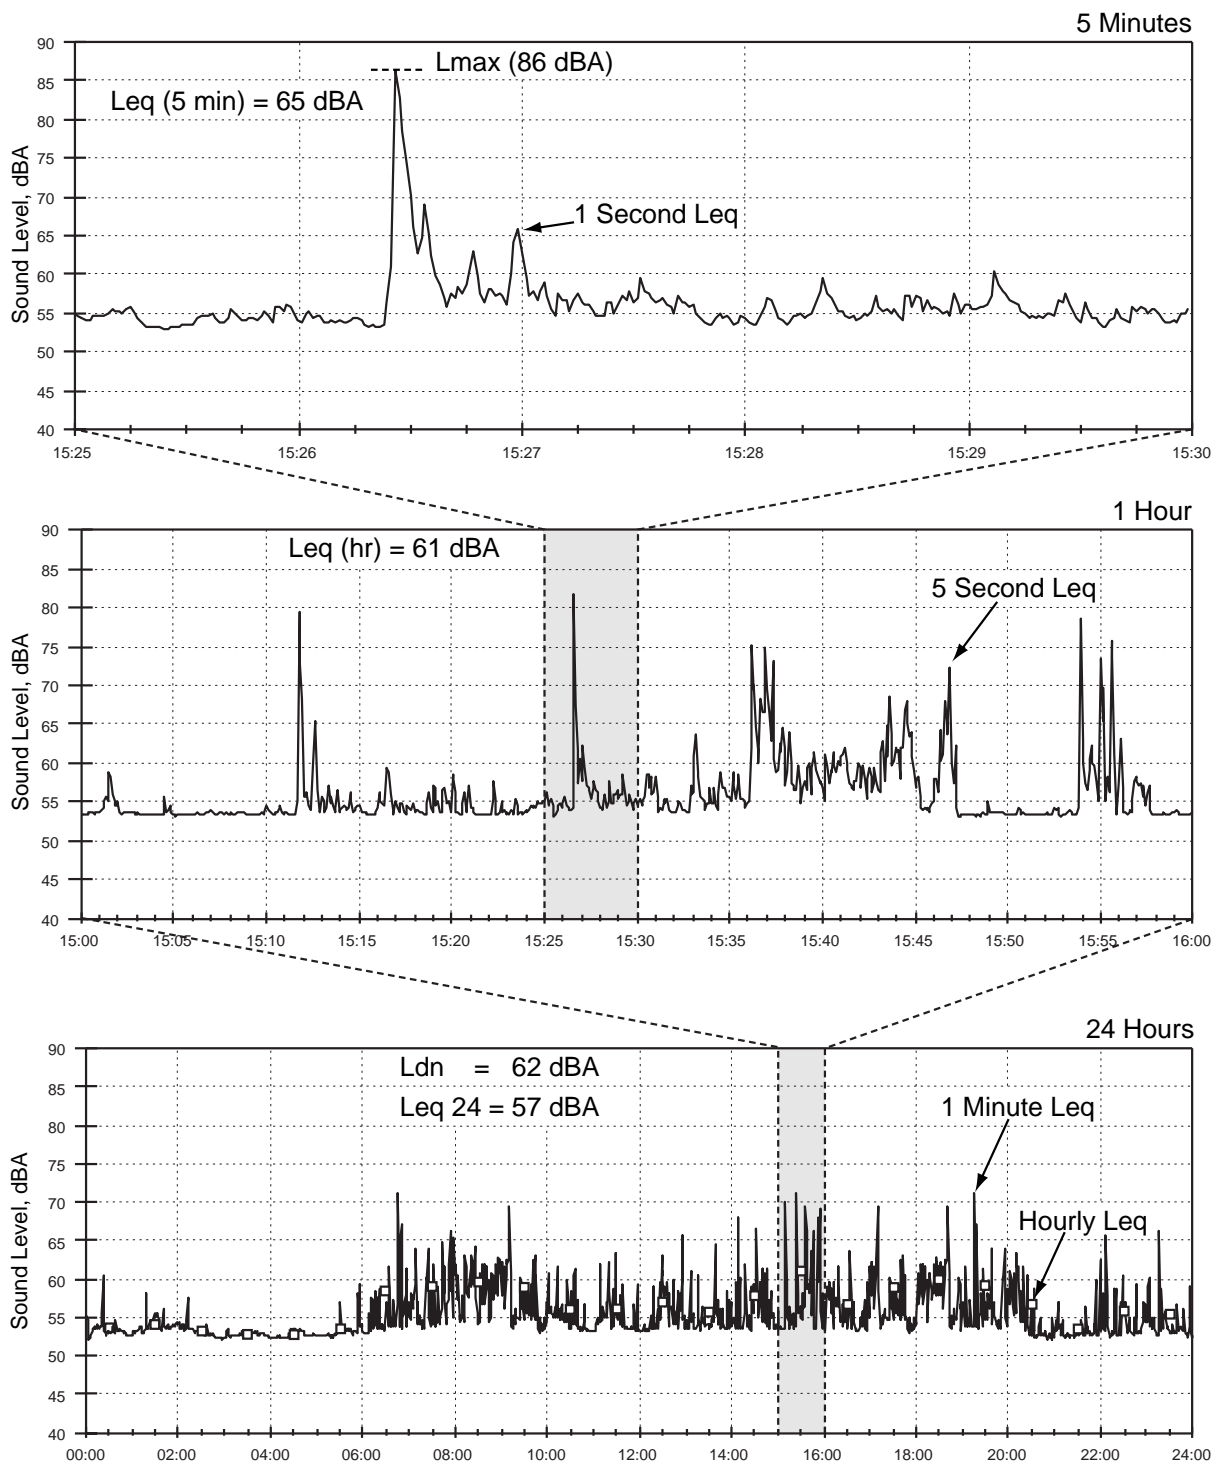 5 Minutes
90
85
80
75
70
65
60
55
50
45
40
Sound Level, dBA
Lmax (86 dBA)
Leq (5 min) = 65 dBA
1 Second Leq
15:25 15:26 15:27 15:28 15:29 15:30
1 Hour
90
85
80
75
70
65
60
55
50
45
40
Sound Level, dBA
Leq (hr) = 61 dBA
5 Second Leq
15:00 15:05 15:10 15:20 15:25 15:30 15:35 15:40 15:45 15:50 15:55 16:00
24 Hours
90
85
80
75
70
65
60
55
50
45
40
Sound Level, dBA
Ldn = 62 dBA
Leq 24 = 57 dBA
1 Minute Leq
Hourly Leq
00:00 02:00 04:00 06:00 08:00 10:00 12:00 14:00 16:00 18:00 20:00 22:00 24:00